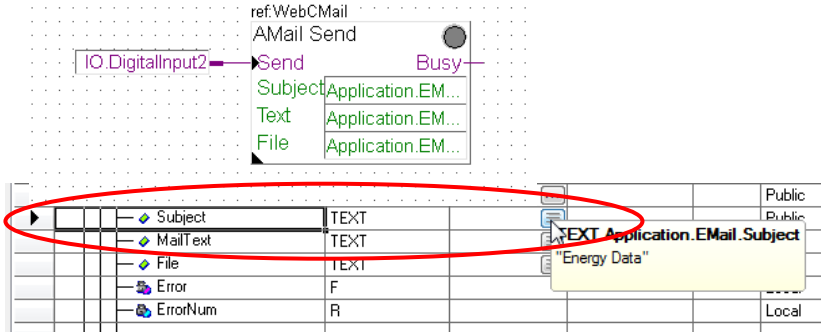 ref:WebCMail
AMail Send
IO.DigitalInput2 Send Busy
Subject Application.EM...
Text Application.EM...
File Application.EM...
Public
Subject TEXT Public
MailText TEXT
File TEXT
TEXT Application.EMail.Subject
"Energy Data"
Error F
ErrorNum R Local